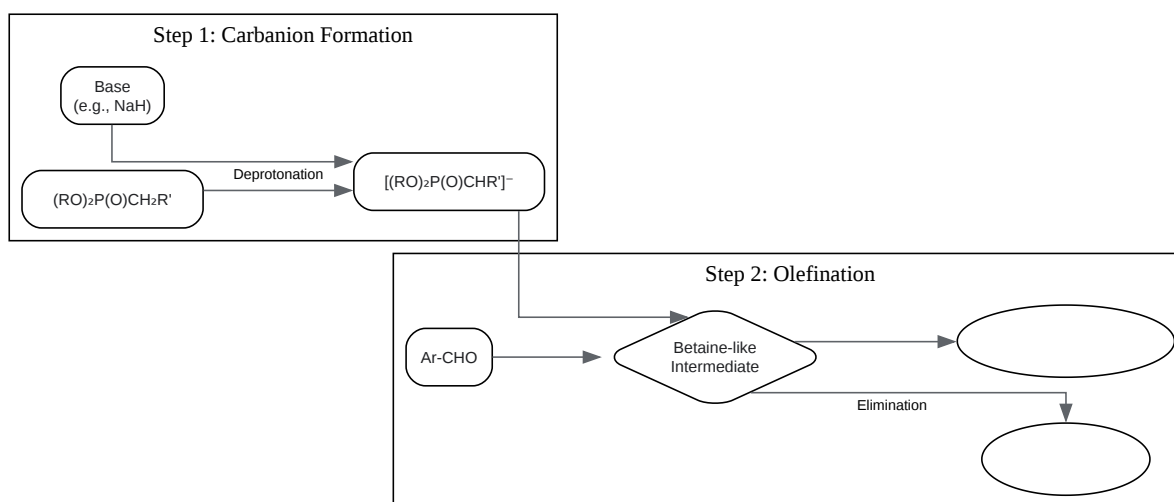 Step 1: Carbanion Formation
Base
(e.g., NaH)
Deprotonation
(RO)₂P(O)CH₂R'
[(RO)₂P(O)CHR']⁻
Step 2: Olefination
Ar-CHO
Betaine-like
Intermediate
Elimination